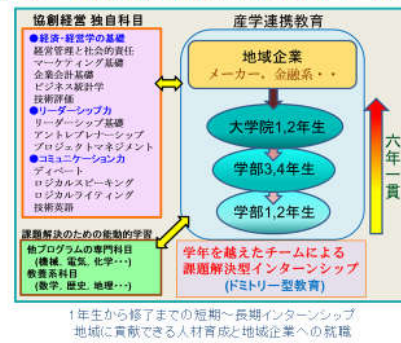 協創経営 独自科目
●経済・経営学の基礎
経営管理と社会的責任
マーケティング基礎
企業会計基礎
ビジネス統計学
技術評価
●リーダーシップ力
リーダーシップ基礎
アントレプレナーシップ
プロジェクトマネジメント
●コミュニケーション力
ディベート
ロジカルスピーキング
ロジカルライティング
技術英語
課題解決のための能動的学習
他プログラムの専門科目
(機械, 電気, 化学･･･)
教養系科目
(数学, 歴史, 地理･･･)
産学連携教育
地域企業
メーカー, 金融系・・
大学院1,2年生
学部3,4年生
学部1,2年生
学年を越えたチームによる
課題解決型インターンシップ
(ドミトリー型教育)
六年一貫
1年生から修了までの短期～長期インターンシップ
地域に貢献できる人材育成と地域企業への就職